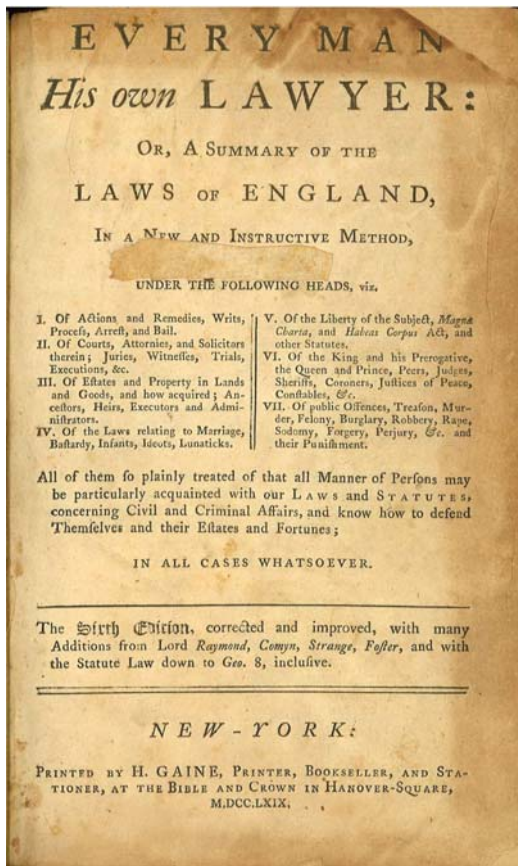 EVERY MAN
His own LAWYER:
OR, A SUMMARY OF THE
LAWS OF ENGLAND,
IN A NEW AND INSTRUCTIVE METHOD,
UNDER THE FOLLOWING HEADS, viz.
I. Of Actions and Remedies, Writs,
Proceſs, Arreſt, and Bail.
II. Of Courts, Attornies, and Solicitors
therein; Juries, Witneſſes, Trials,
Executions, &c.
III. Of Eſtates and Property in Lands
and Goods, and how acquired; An-
ceſtors, Heirs, Executors and Admi-
niſtrators.
IV. Of the Laws relating to Marriage,
Baſtardy, Infants, Ideots, Lunaticks.
V. Of the Liberty of the Subject, Magna
Charta, and Habeas Corpus Act, and
other Statutes.
VI. Of the King and his Prerogative,
the Queen and Prince, Peers, Judges,
Sheriffs, Coroners, Juſtices of Peace,
Conſtables, &c.
VII. Of public Offences, Treaſon, Mur-
der, Felony, Burglary, Robbery, Rape,
Sodomy, Forgery, Perjury, &c. and
their Puniſhment.
All of them ſo plainly treated of that all Manner of Perſons may
be particularly acquainted with our LAWS and STATUTES,
concerning Civil and Criminal Affairs, and know how to defend
Themſelves and their Eſtates and Fortunes;
IN ALL CASES WHATSOEVER.
The Sixth Edition, corrected and improved, with many
Additions from Lord Raymond, Comyn, Strange, Foſter, and with
the Statute Law down to Geo. 8, incluſive.
NEW-YORK:
PRINTED BY H. GAINE, PRINTER, BOOKSELLER, AND STA-
TIONER, AT THE BIBLE AND CROWN IN HANOVER-SQUARE,
M,DCC,LXIX.